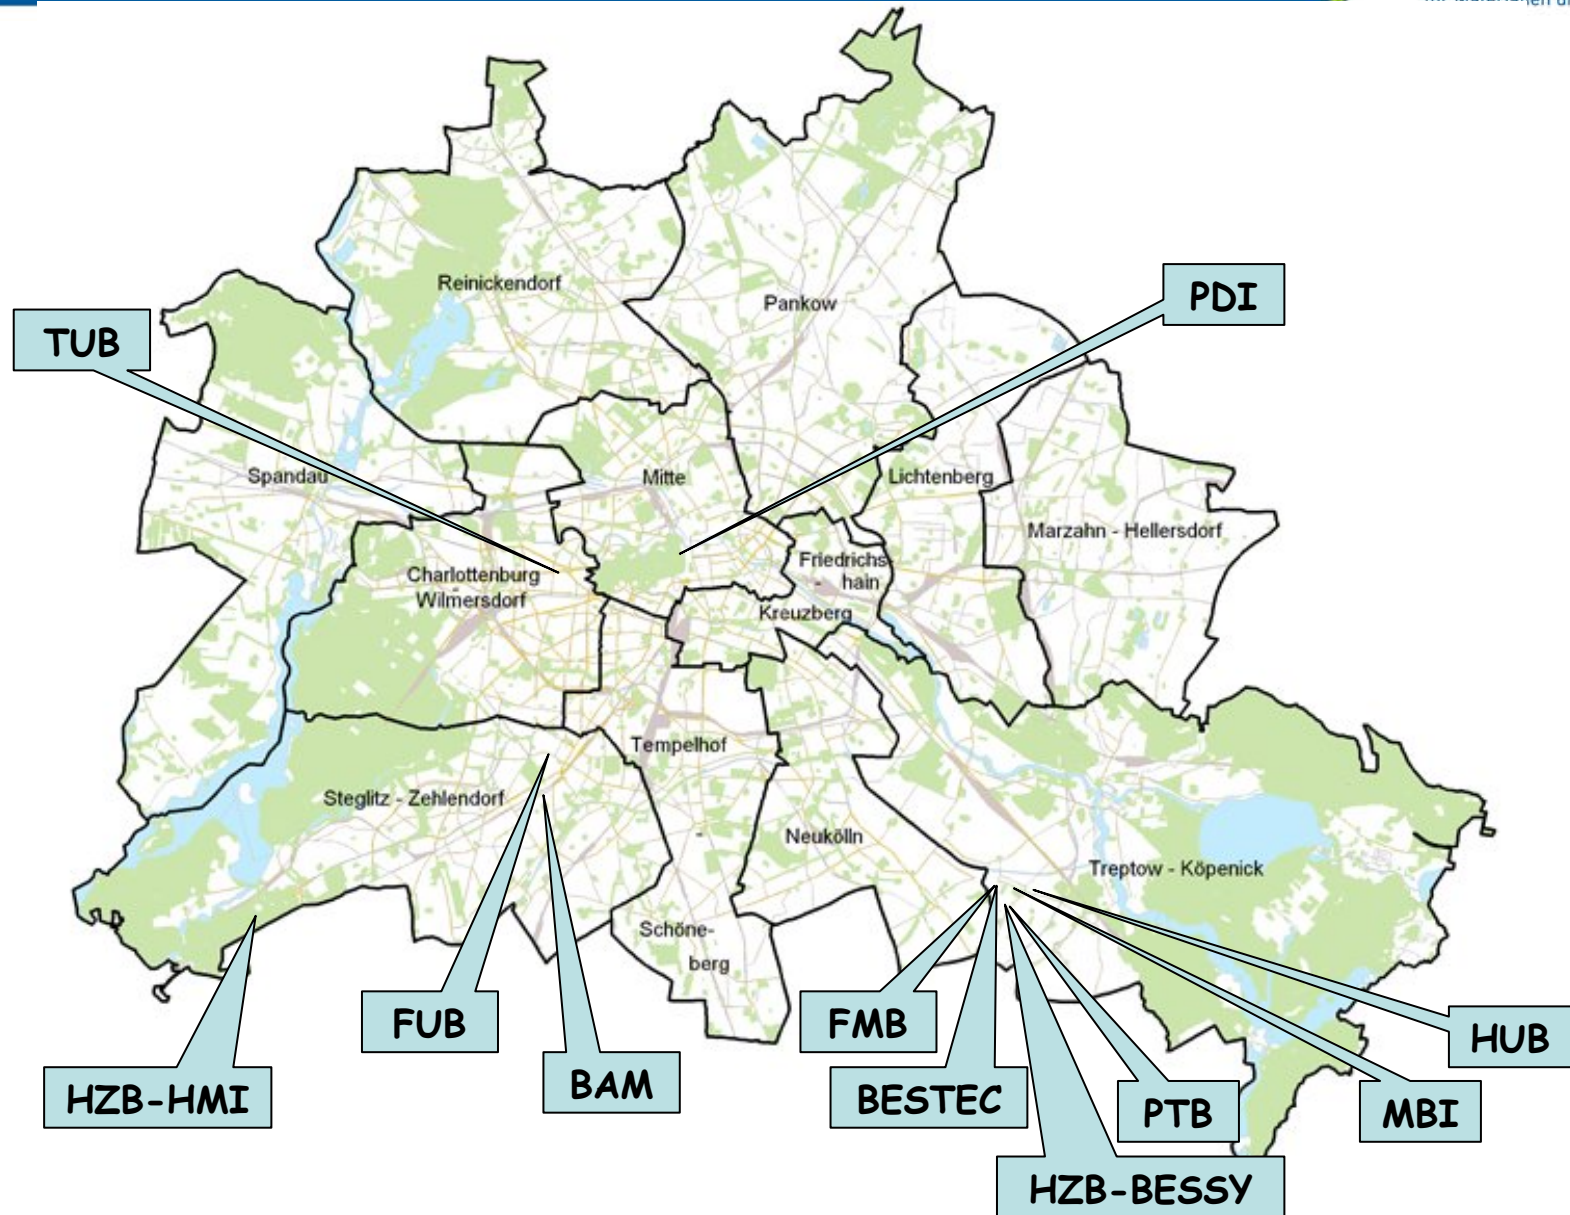 Reinickendorf
PDI
Pankow
TUB
Spandau
Mitte
Lichtenberg
Marzahn - Hellersdorf
Friedrichs
- hain
Charlottenburg
-
Wilmersdorf
Kreuzberg
Tempelhof
Steglitz - Zehlendorf
-
Neukölln
Treptow - Köpenick
Schöne-
berg
FUB
FMB
HUB
HZB-HMI
BAM
BESTEC
PTB
MBI
HZB-BESSY